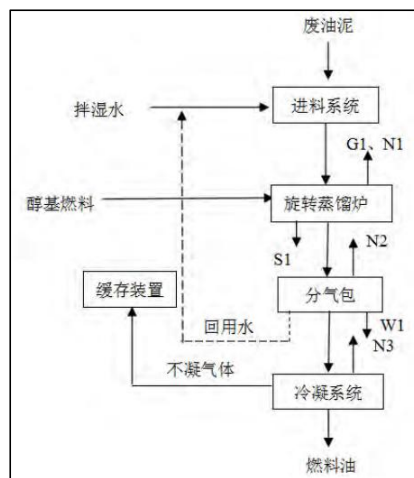 废油泥
拌湿水
进料系统
G1、N1
醇基燃料
旋转蒸馏炉
S1
N2
缓存装置
分气包
回用水
W1
N3
不凝气体
冷凝系统
燃料油